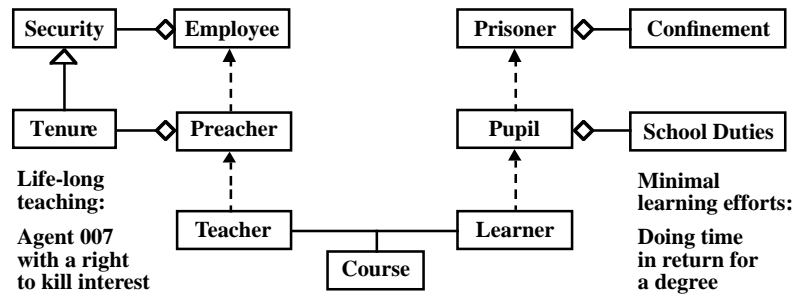 Security
Employee
Prisoner
Confinement
Tenure
Preacher
Pupil
School Duties
Life-long
teaching:
Agent 007
with a right
to kill interest
Teacher
Learner
Course
Minimal
learning efforts:
Doing time
in return for
a degree